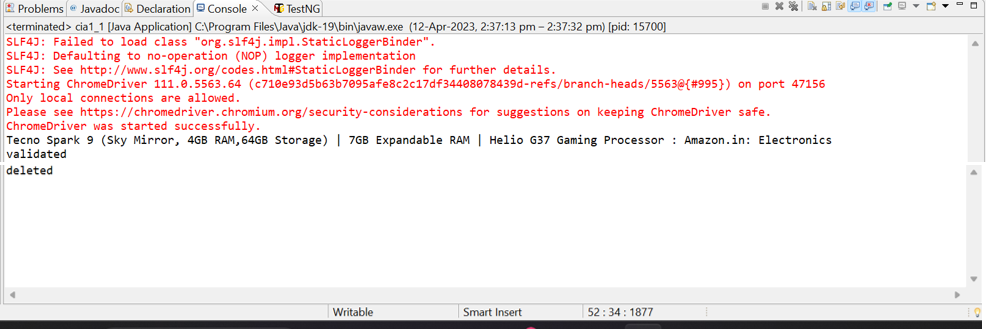 Problems Javadoc Declaration Console TestNG
<terminated> cia1_1 [Java Application] C:\Program Files\Java\jdk-19\bin\javaw.exe (12-Apr-2023, 2:37:13 pm – 2:37:32 pm) [pid: 15700]
SLF4J: Failed to load class "org.slf4j.impl.StaticLoggerBinder".
SLF4J: Defaulting to no-operation (NOP) logger implementation
SLF4J: See http://www.slf4j.org/codes.html#StaticLoggerBinder for further details.
Starting ChromeDriver 111.0.5563.64 (c710e93d5b63b7095afe8c2c17df34408078439d-refs/branch-heads/5563@{#995}) on port 47156
Only local connections are allowed.
Please see https://chromedriver.chromium.org/security-considerations for suggestions on keeping ChromeDriver safe.
ChromeDriver was started successfully.
Tecno Spark 9 (Sky Mirror, 4GB RAM,64GB Storage) | 7GB Expandable RAM | Helio G37 Gaming Processor : Amazon.in: Electronics
validated
deleted
Writable Smart Insert 52 : 34 : 1877